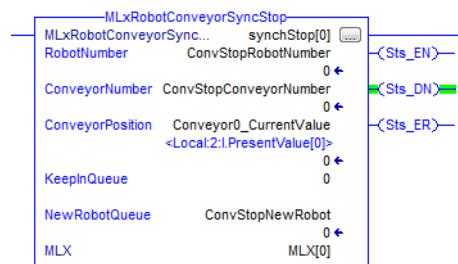 MLxRobotConveyorSyncStop
MLxRobotConveyorSync... synchStop[0] ...
RobotNumber ConvStopRobotNumber (Sts_EN)
0
ConveyorNumber ConvStopConveyorNumber (Sts_DN)
0
ConveyorPosition Conveyor0_CurrentValue (Sts_ER)
<Local:2:I.PresentValue[0]>
0
KeepInQueue 0
NewRobotQueue ConvStopNewRobot
0
MLX MLX[0]